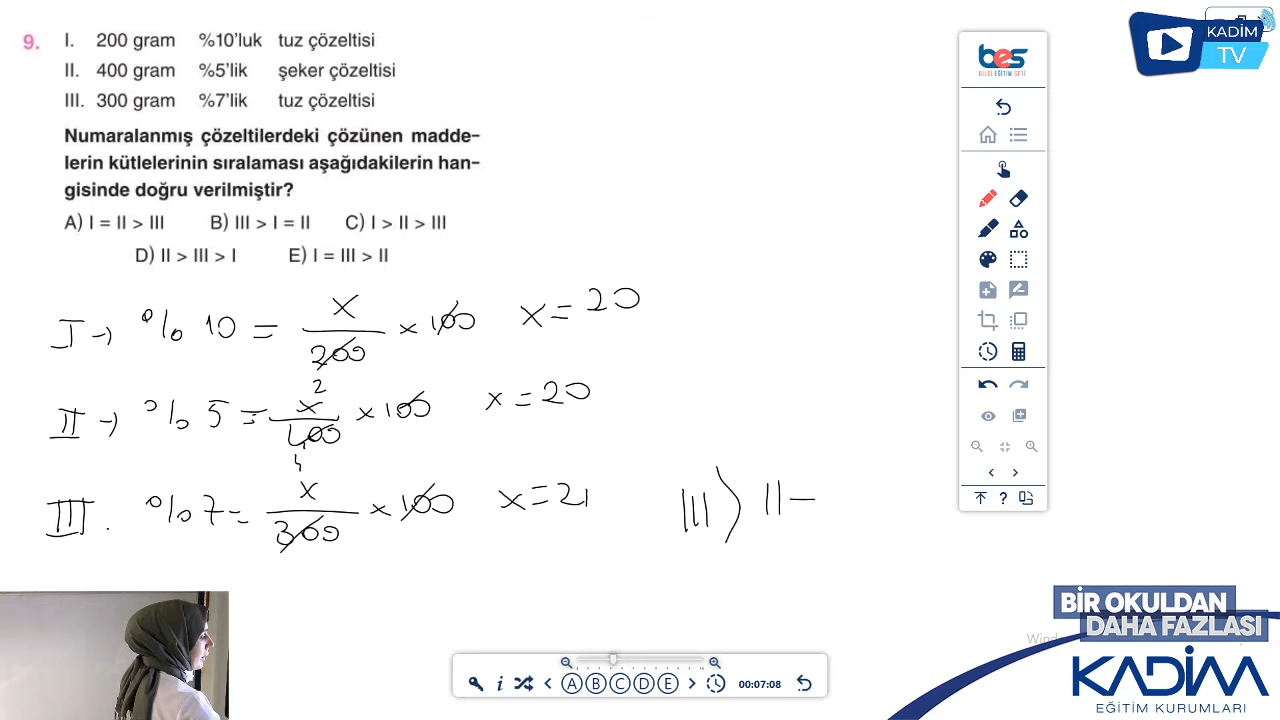 9. I. 200 gram %10'luk tuz çözeltisi
II. 400 gram %5'lik şeker çözeltisi
III. 300 gram %7'lik tuz çözeltisi
Numaralanmış çözeltilerdeki çözünen madde-
lerin kütlelerinin sıralaması aşağıdakilerin han-
gisinde doğru verilmiştir?
A) I = II > III B) III > I = II C) I > II > III
D) II > III > I E) I = III > II
I → % 10 = x / 200 × 100 x = 20
2
II → % 5 = x / 400 × 100 x = 20
4
III. % 7 = x / 300 × 100 x = 21
III > II -
bes
BİLGİ EĞİTİM SETİ
KADİM
TV
BİR OKULDAN
DAHA FAZLASI
KADİM
EĞİTİM KURUMLARI
A B C D E 00:07:08